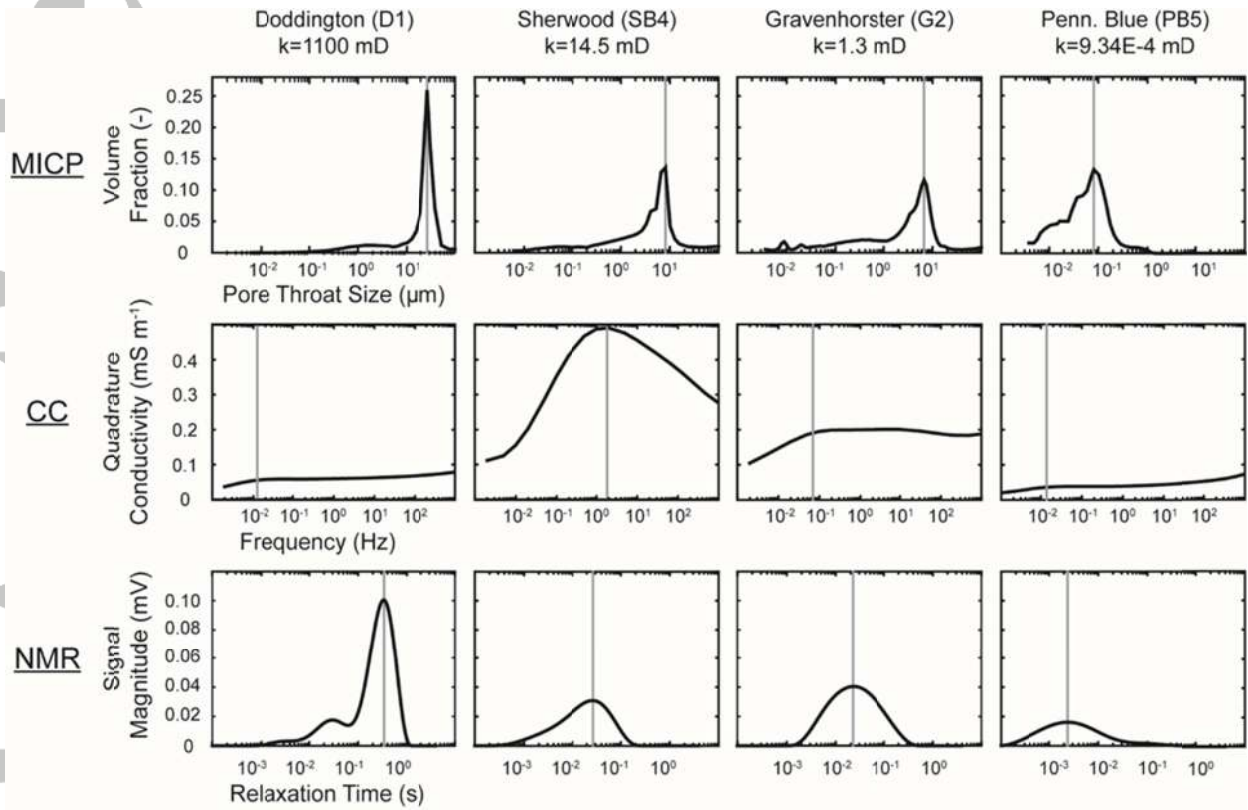 Doddington (D1)
k=1100 mD
Sherwood (SB4)
k=14.5 mD
Gravenhorster (G2)
k=1.3 mD
Penn. Blue (PB5)
k=9.34E-4 mD
MICP
Volume
Fraction (-)
0.25
0.20
0.15
0.10
0.05
0
10-2 10-1 100 101
10-2 10-1 100 101
10-2 10-1 100 101
10-2 10-1 100 101
Pore Throat Size (µm)
CC
Quadrature
Conductivity (mS m-1)
0.4
0.3
0.2
0.1
0
10-2 10-1 100 101 102
10-2 10-1 100 101 102
10-2 10-1 100 101 102
10-2 10-1 100 101 102
Frequency (Hz)
NMR
Signal
Magnitude (mV)
0.10
0.08
0.06
0.04
0.02
0
10-3 10-2 10-1 100
10-3 10-2 10-1 100
10-3 10-2 10-1 100
10-3 10-2 10-1 100
Relaxation Time (s)